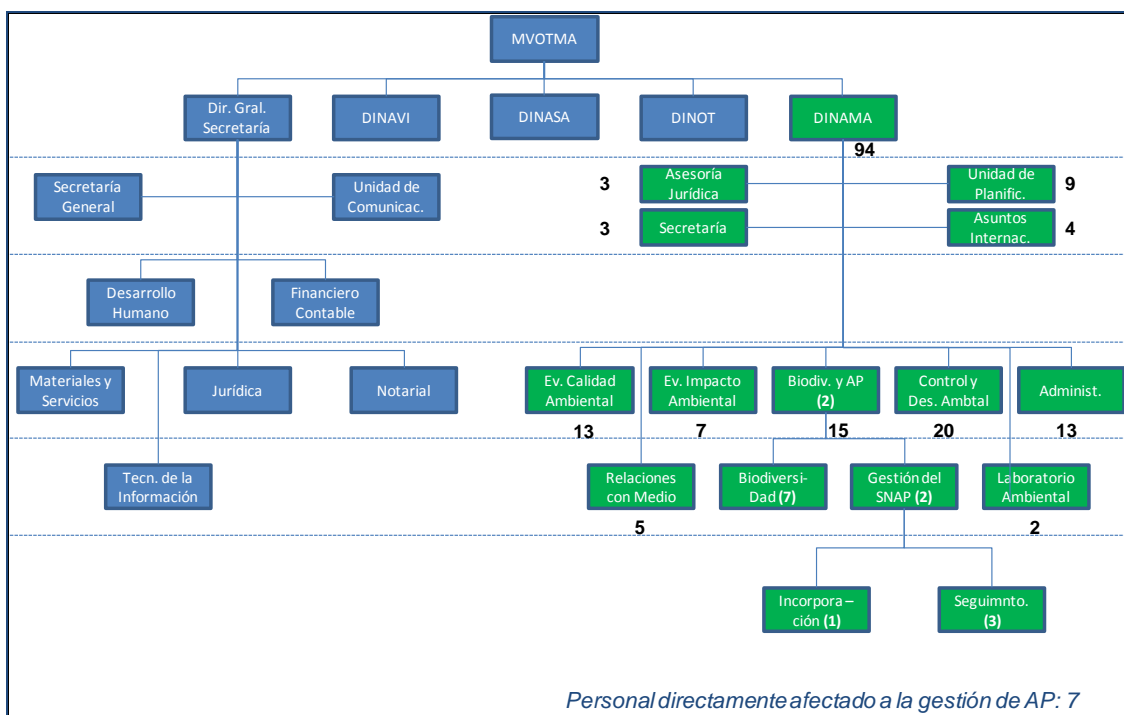 MVOTMA
Dir. Gral.
Secretaría
DINAVI
DINASA
DINOT
DINAMA
94
Secretaría
General
Unidad de
Comunicac.
3
Asesoría
Jurídica
Unidad de
Planific.
9
3
Secretaría
Asuntos
Internac.
4
Desarrollo
Humano
Financiero
Contable
Materiales y
Servicios
Jurídica
Notarial
Ev. Calidad
Ambiental
13
Ev. Impacto
Ambiental
7
Biodiv. y AP
(2)
15
Control y
Des. Ambtal
20
Administ.
13
Tecn. de la
Información
Relaciones
con Medio
5
Biodiversi-
Dad (7)
Gestión del
SNAP (2)
Laboratorio
Ambiental
2
Incorpora –
ción (1)
Seguimnto.
(3)
Personal directamente afectado a la gestión de AP: 7